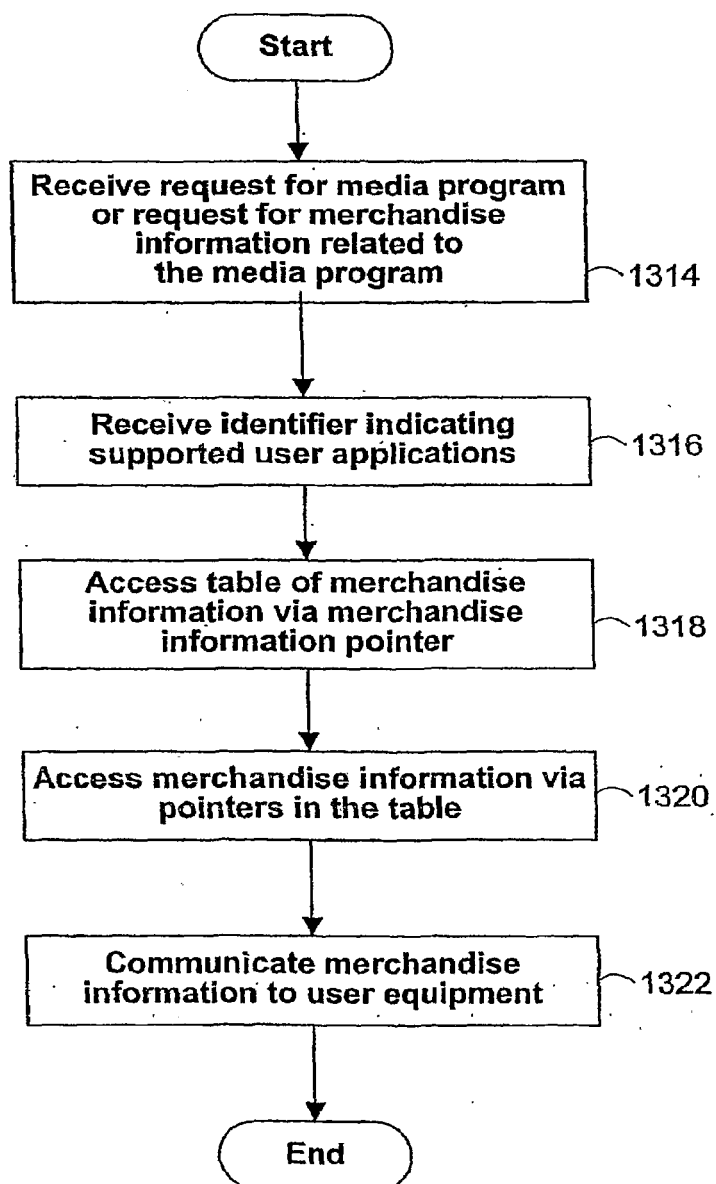 Start
Receive request for media program
or request for merchandise
information related to
the media program
1314
Receive identifier indicating
supported user applications
1316
Access table of merchandise
information via merchandise
information pointer
1318
Access merchandise information via
pointers in the table
1320
Communicate merchandise
information to user equipment
1322
End